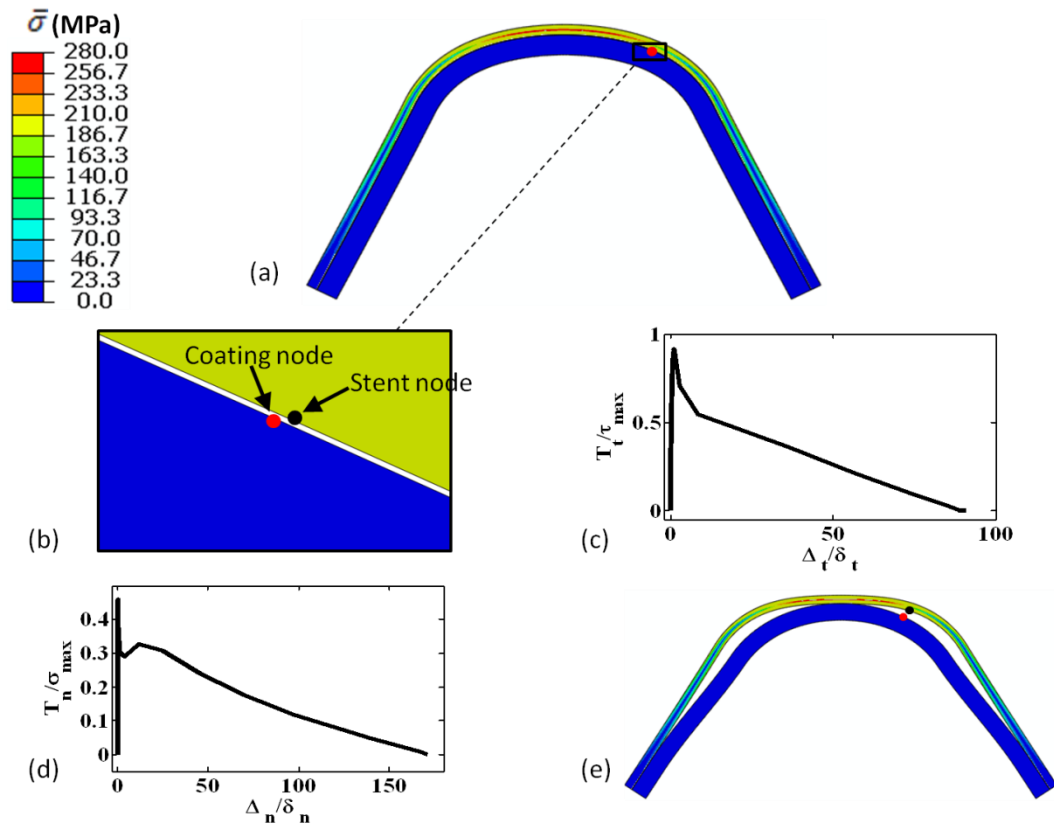 σ̄ (MPa)
280.0
256.7
233.3
210.0
186.7
163.3
140.0
116.7
93.3
70.0
46.7
23.3
0.0
(a)
Coating node
Stent node
(b)
1
0.5
0
T_t/τ_max
0 50 100
Δ_t/δ_t
(c)
0.4
0.3
0.2
0.1
0
T_n/σ_max
0 50 100 150
Δ_n/δ_n
(d)
(e)